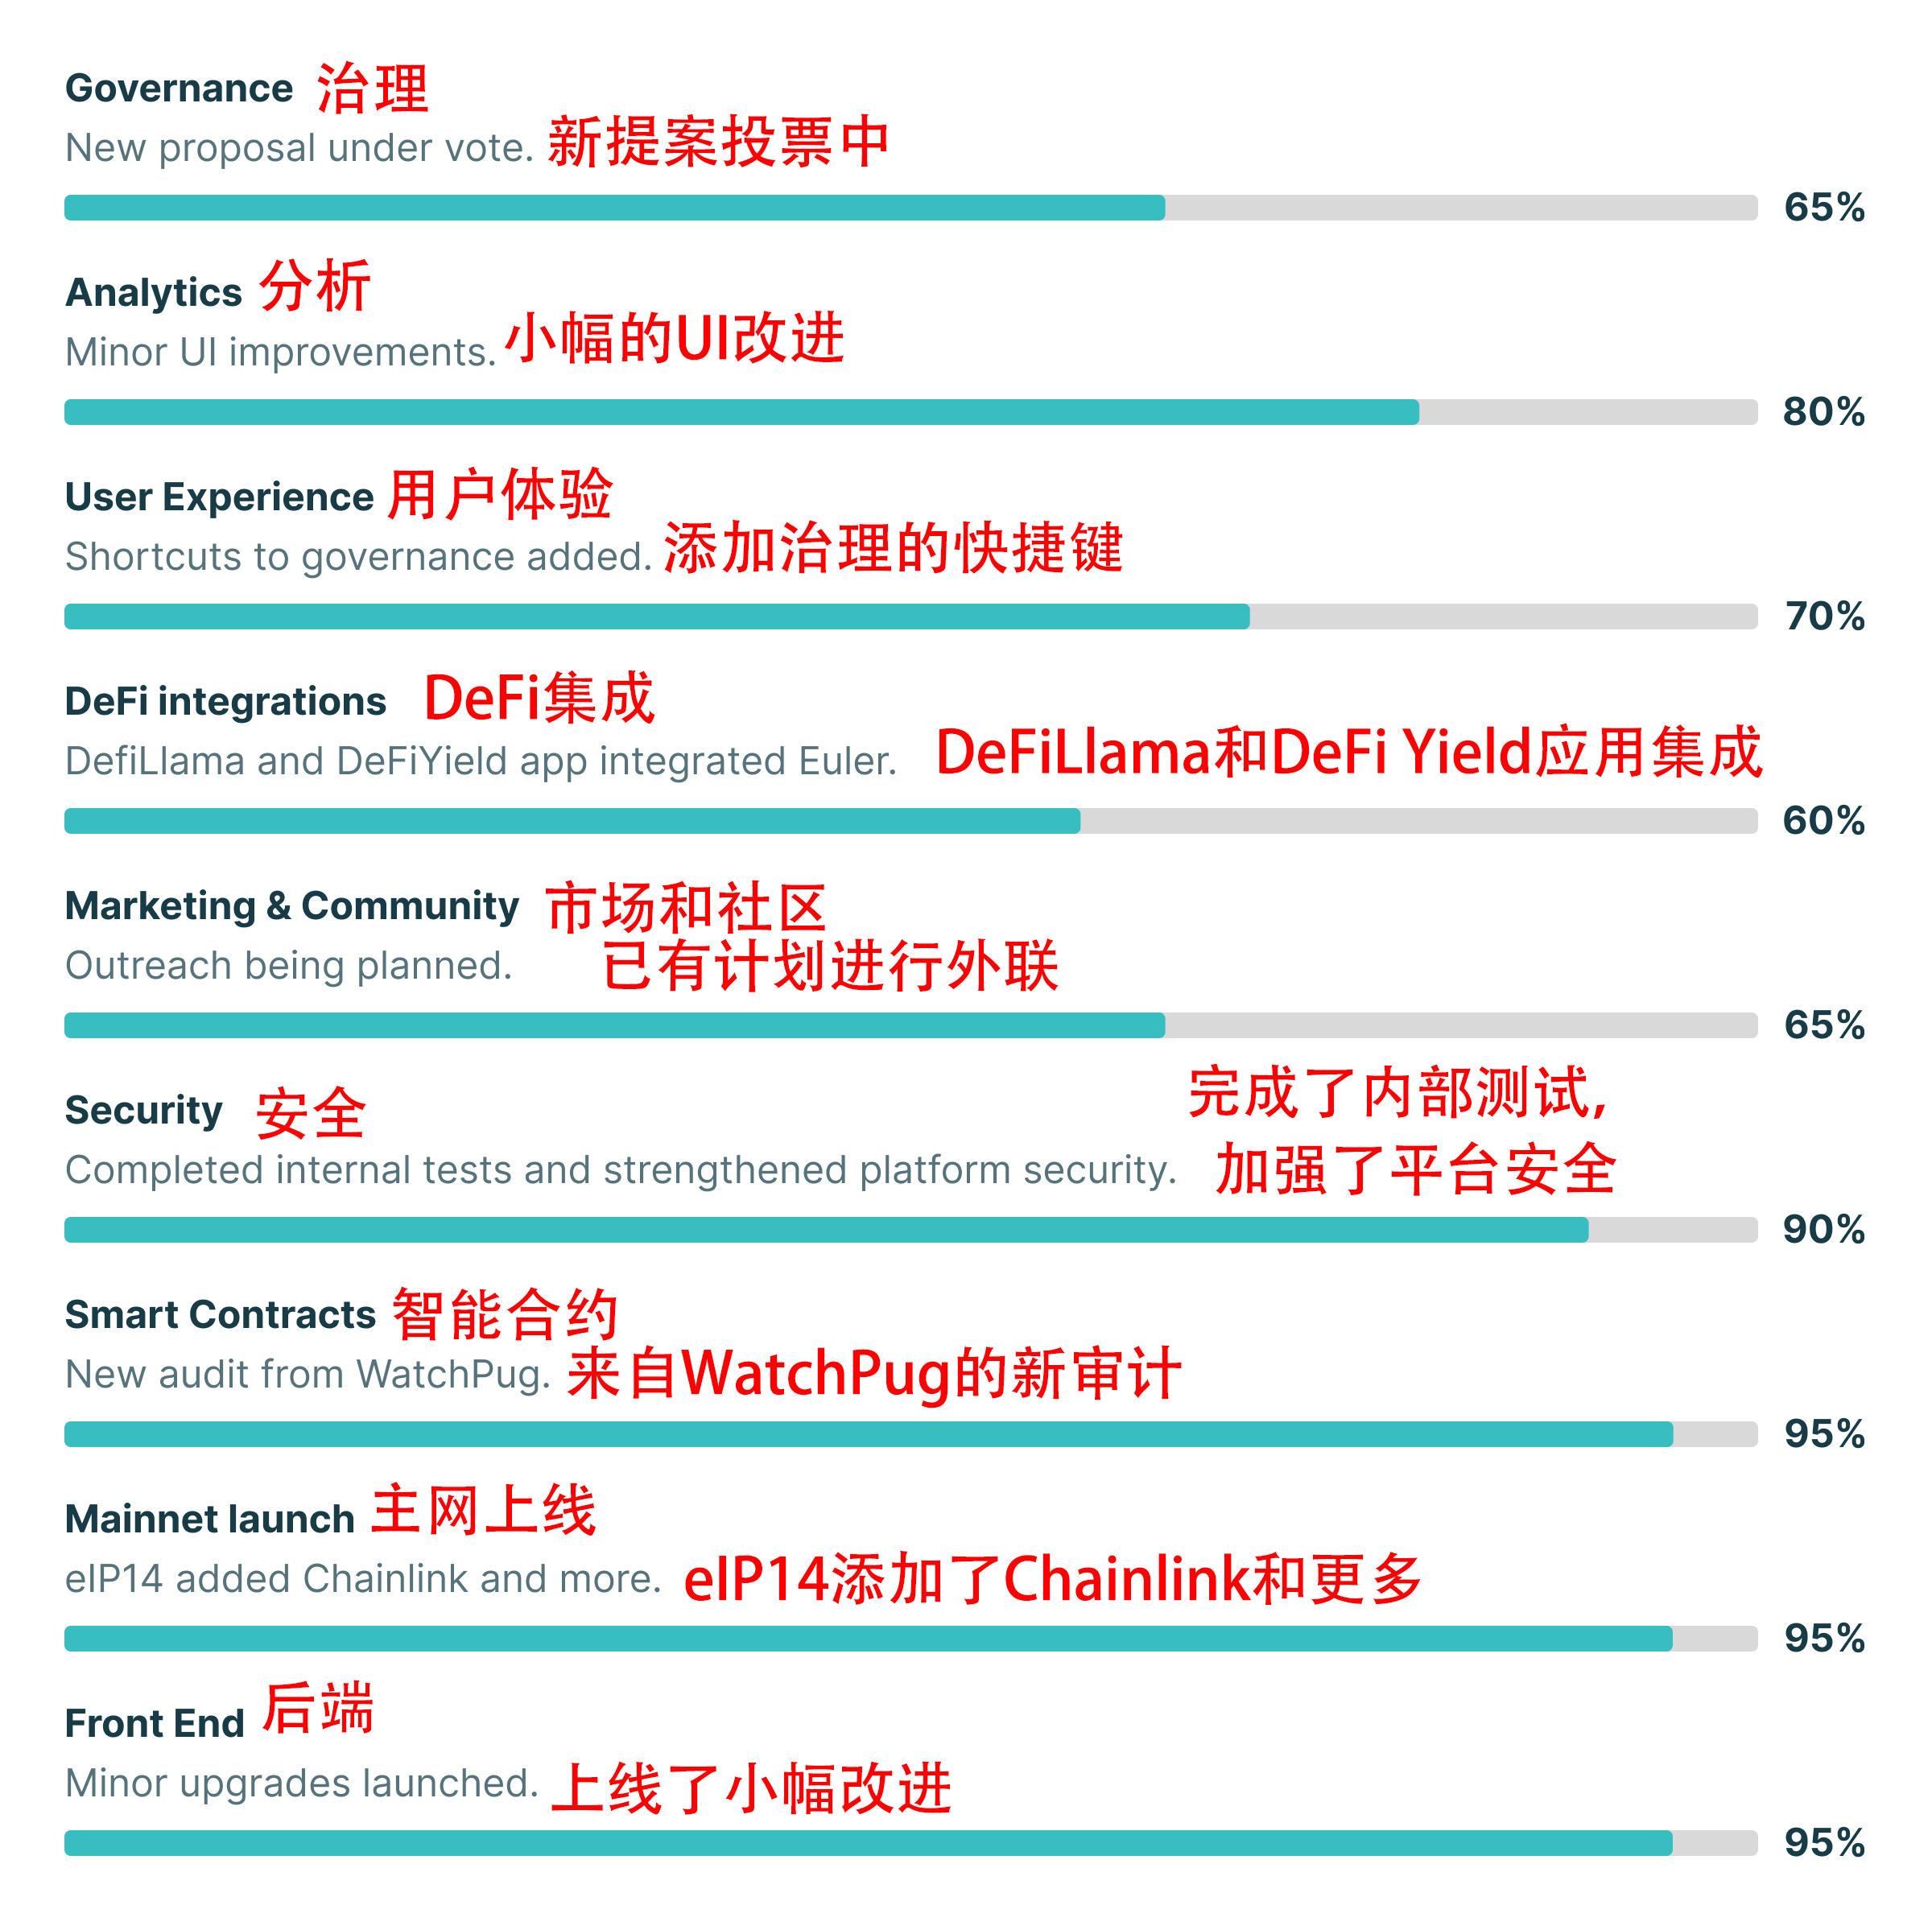 Governance 治理
New proposal under vote. 新提案投票中
65%
Analytics 分析
Minor UI improvements. 小幅的UI改进
80%
User Experience 用户体验
Shortcuts to governance added. 添加治理的快捷键
70%
DeFi integrations DeFi集成
DefiLlama and DeFiYield app integrated Euler. DeFiLlama和DeFi Yield应用集成
60%
Marketing & Community 市场和社区
Outreach being planned. 已有计划进行外联
65%
Security 安全
完成了内部测试,
Completed internal tests and strengthened platform security. 加强了平台安全
90%
Smart Contracts 智能合约
New audit from WatchPug. 来自WatchPug的新审计
95%
Mainnet launch 主网上线
eIP14 added Chainlink and more. eIP14添加了Chainlink和更多
95%
Front End 后端
Minor upgrades launched. 上线了小幅改进
95%